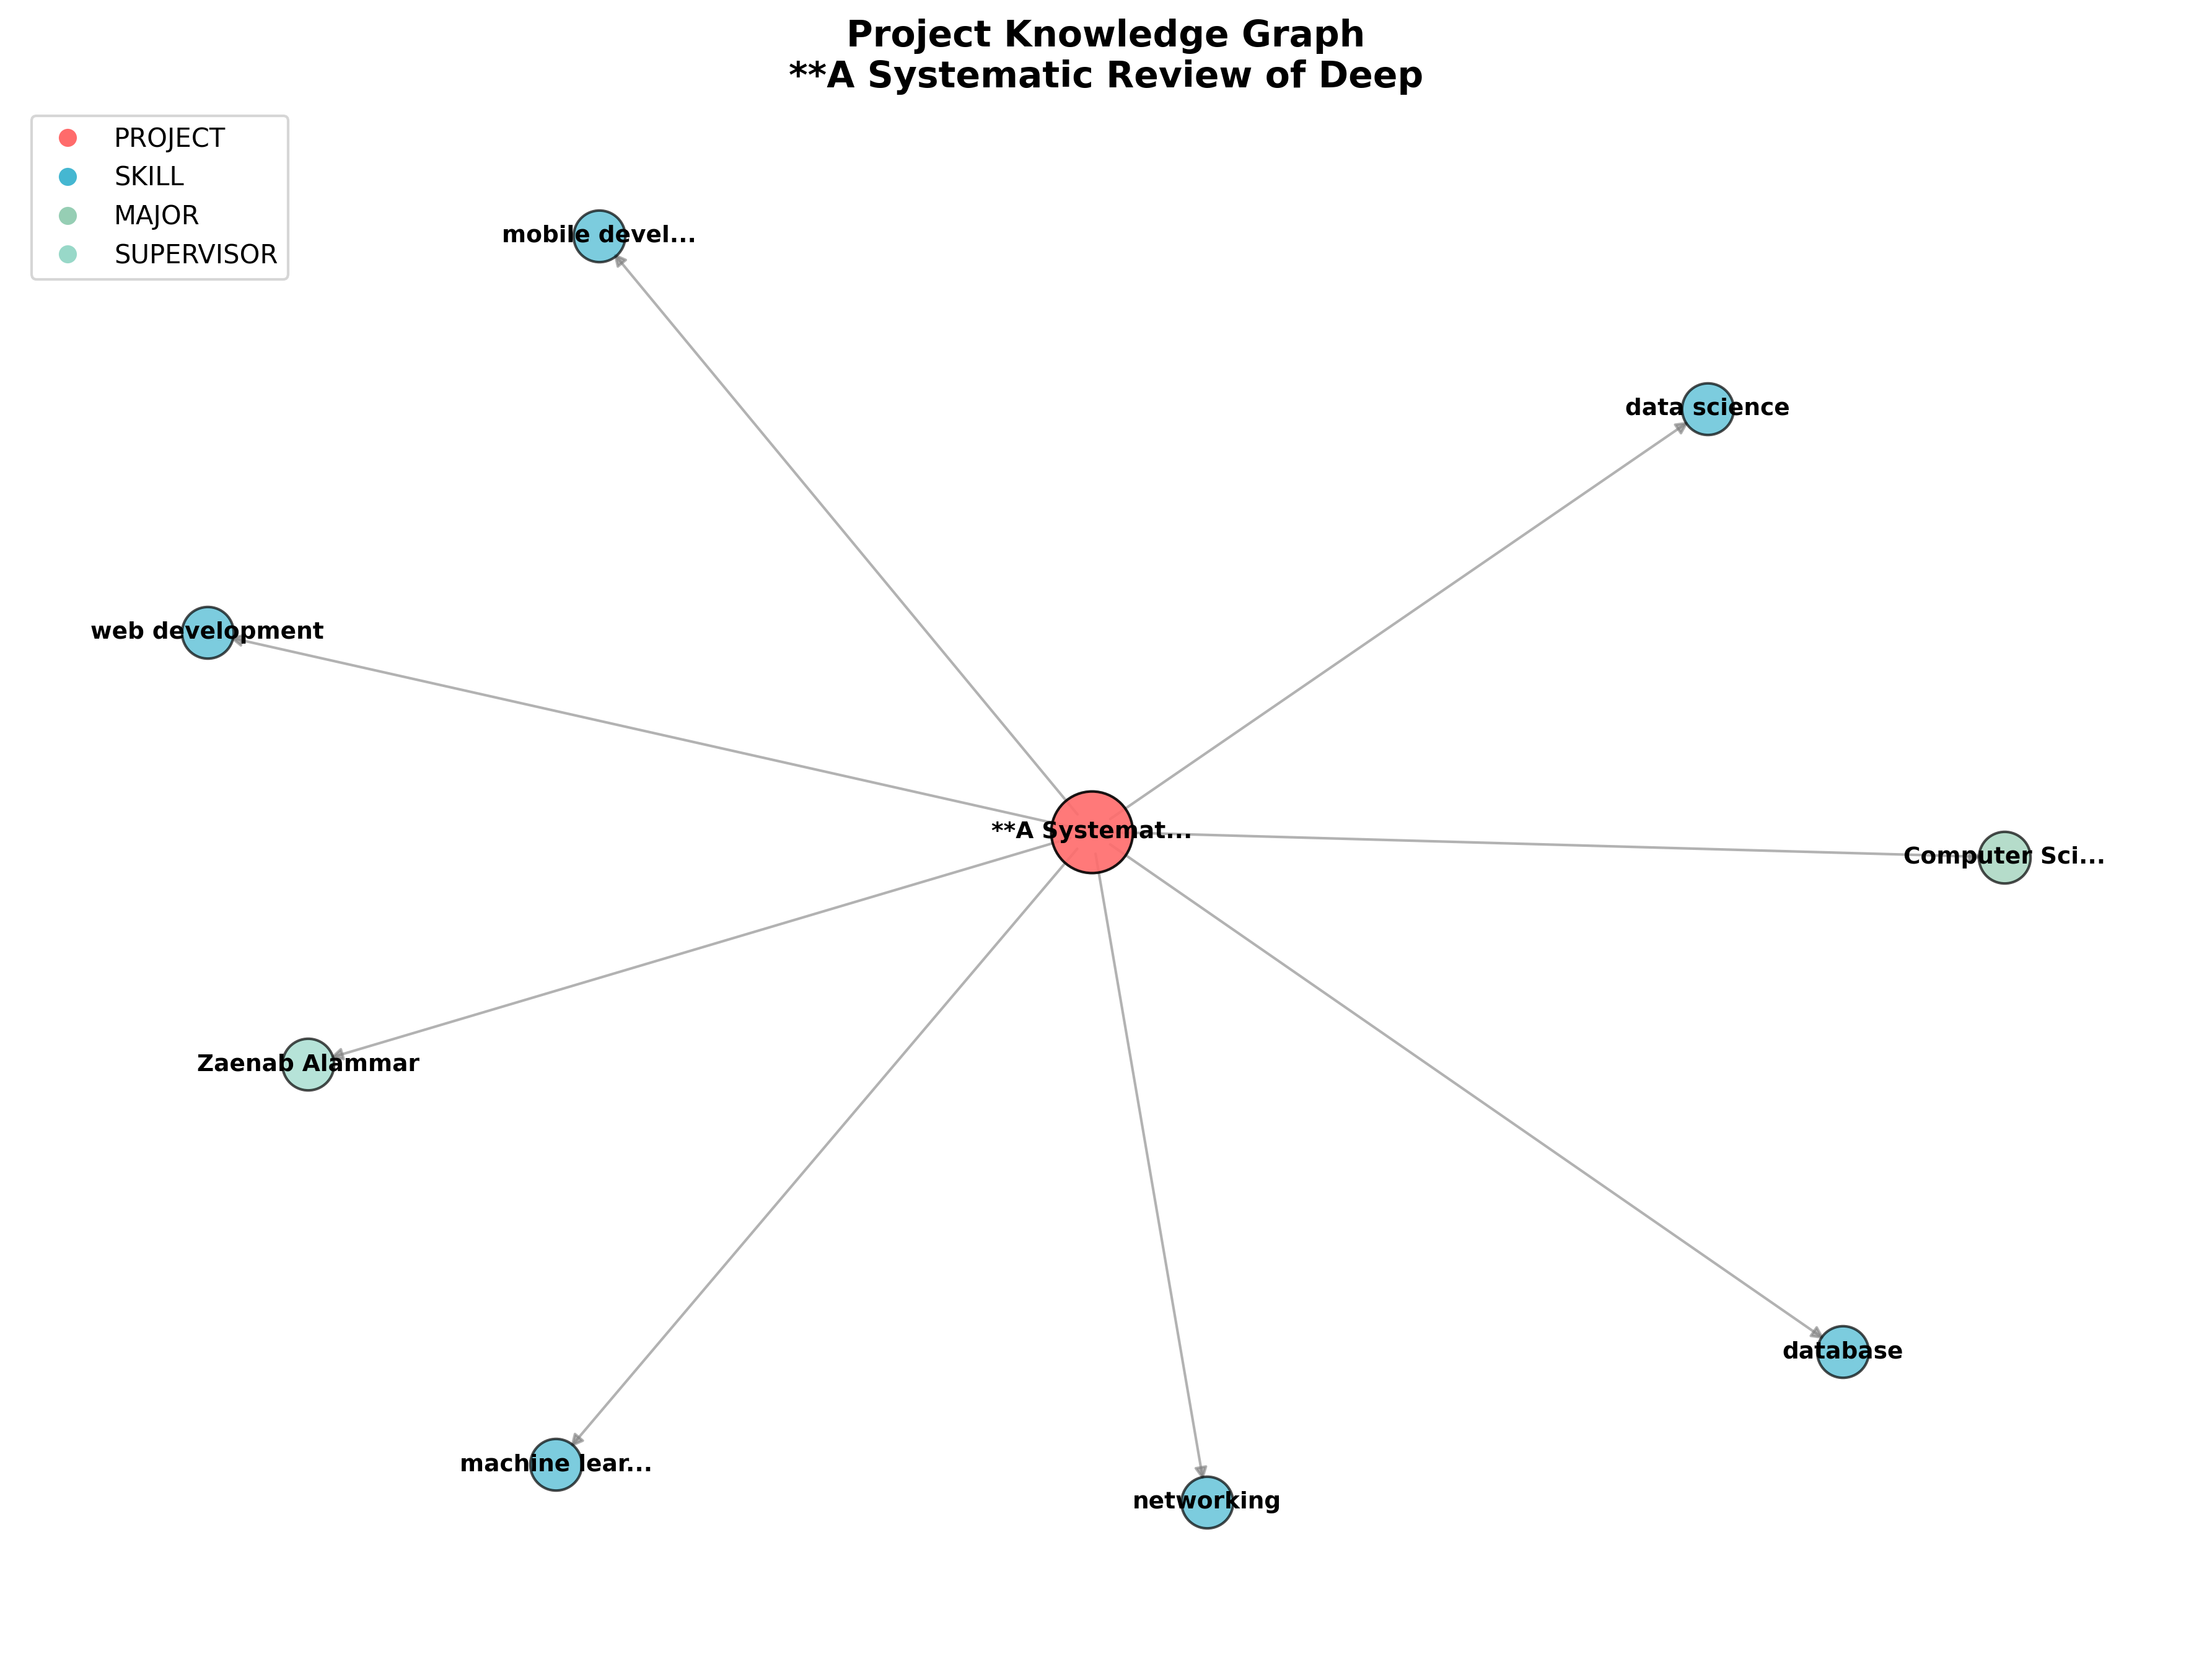 Project Knowledge Graph
**A Systematic Review of Deep
PROJECT
SKILL
MAJOR
SUPERVISOR
mobile devel...
data science
web development
**A Systemat...
Computer Sci...
Zaenab Alammar
database
machine lear...
networking